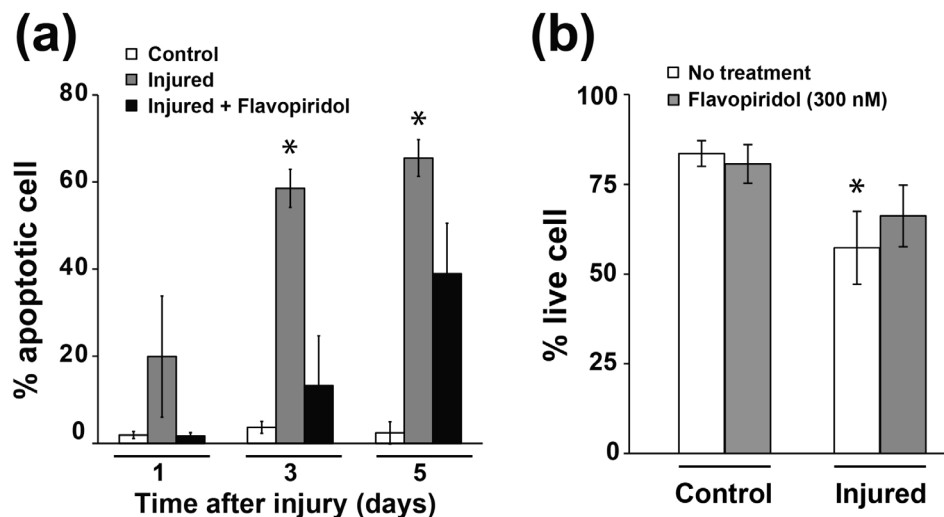 (a)
Control
Injured
Injured + Flavopiridol
80
60
40
20
0
% apoptotic cell
*
*
1
3
5
Time after injury (days)
(b)
No treatment
Flavopiridol (300 nM)
100
75
50
25
0
% live cell
*
Control
Injured